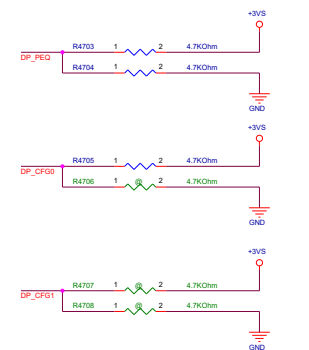 +3VS
R4703 1 2 4.7KOhm
DP_PEQ
R4704 1 2 4.7KOhm
GND
+3VS
R4705 1 2 4.7KOhm
DP_CFG0
R4706 1 @ 2 4.7KOhm
GND
+3VS
R4707 1 @ 2 4.7KOhm
DP_CFG1
R4708 1 @ 2 4.7KOhm
GND